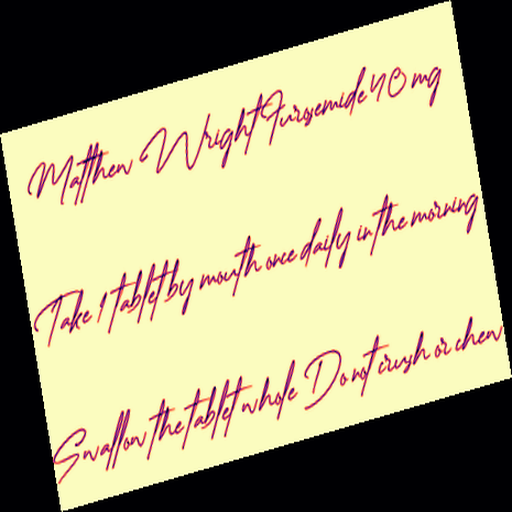 Matthew Wright Furosemide 40 mg
Take 1 tablet by mouth once daily in the morning
Swallow the tablet whole Do not crush or chew